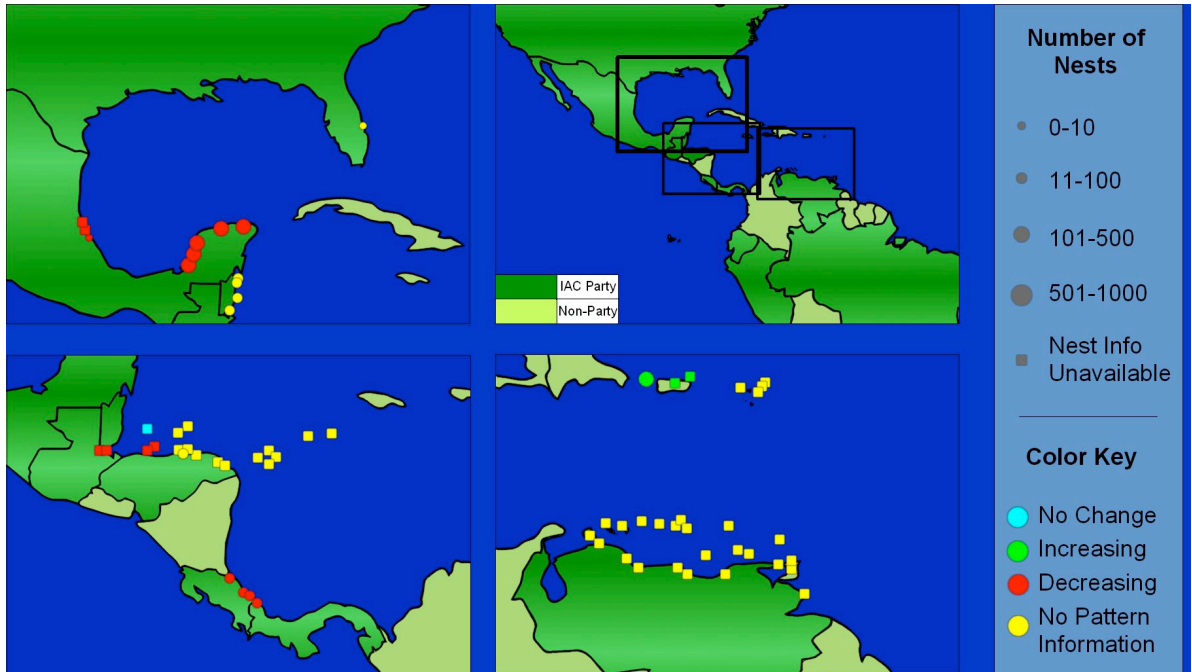 IAC Party
Non-Party
Number of
Nests
0-10
11-100
101-500
501-1000
Nest Info
Unavailable
Color Key
No Change
Increasing
Decreasing
No Pattern
Information